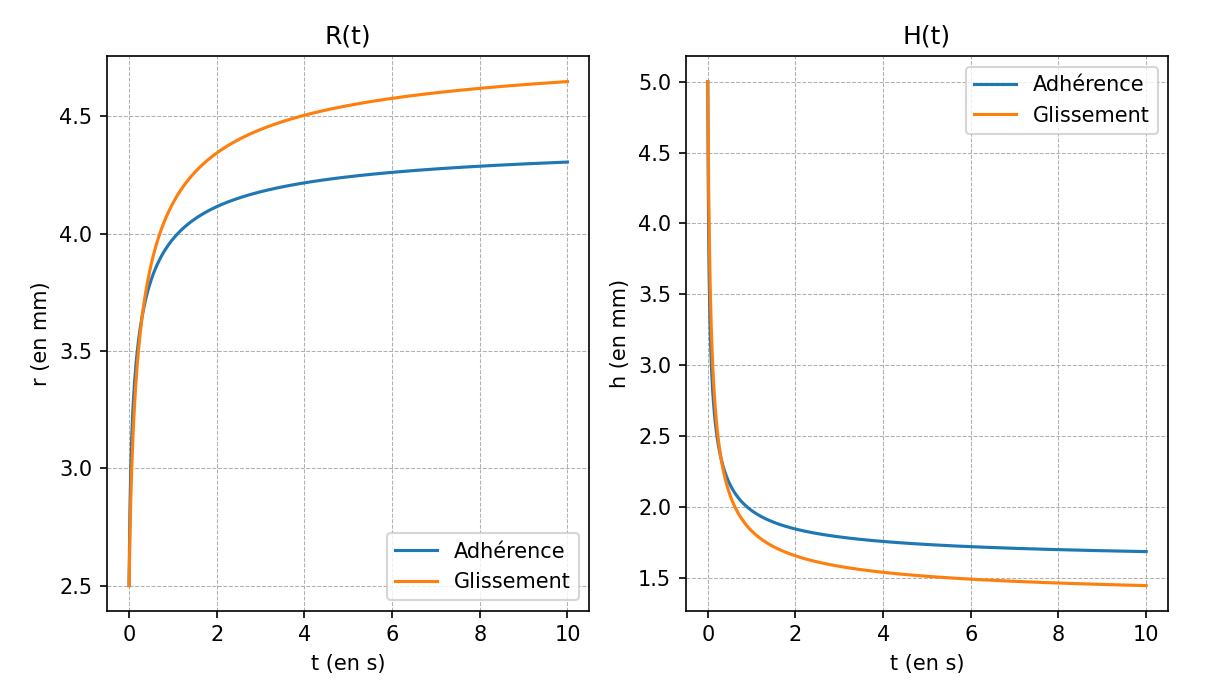 R(t)
r (en mm)
4.5
4.0
3.5
3.0
2.5
0 2 4 6 8 10
t (en s)
Adhérence
Glissement
H(t)
h (en mm)
5.0
4.5
4.0
3.5
3.0
2.5
2.0
1.5
0 2 4 6 8 10
t (en s)
Adhérence
Glissement